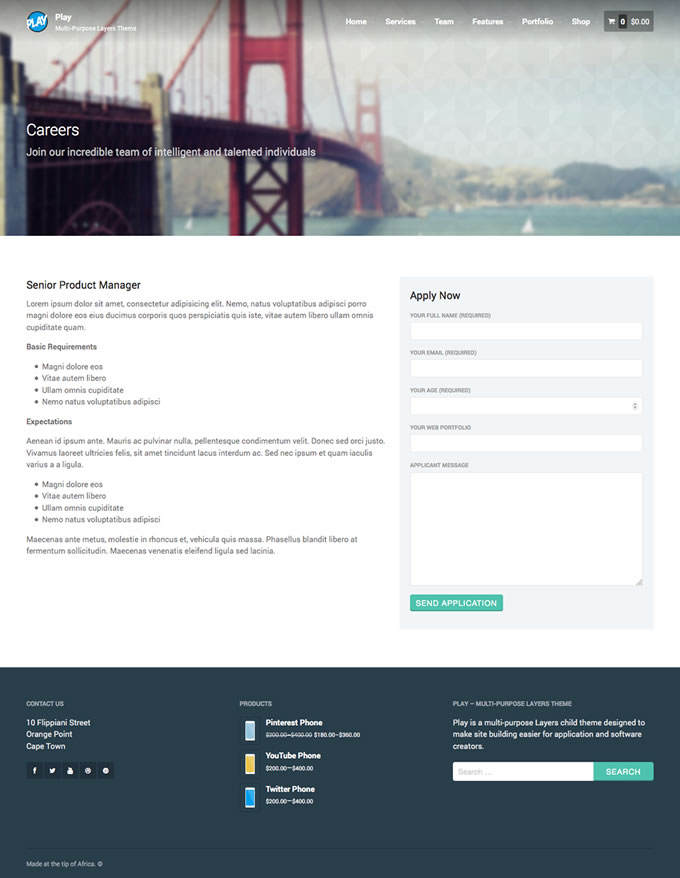 PLAY
Play
Multi-Purpose Layers Theme
Home Services Team Features Portfolio Shop 0 $0.00
Careers
Join our incredible team of intelligent and talented individuals
Senior Product Manager
Lorem ipsum dolor sit amet, consectetur adipisicing elit. Nemo, natus voluptatibus adipisci porro
magni dolore eos eius ducimus corporis quos perspiciatis quis iste, vitae autem libero ullam omnis
cupiditate quam.
Basic Requirements
Magni dolore eos
Vitae autem libero
Ullam omnis cupiditate
Nemo natus voluptatibus adipisci
Expectations
Aenean id ipsum ante. Mauris ac pulvinar nulla, pellentesque condimentum velit. Donec sed orci justo.
Vivamus laoreet ultricies felis, sit amet tincidunt lacus interdum ac. Sed nec ipsum et quam iaculis
varius a a ligula.
Magni dolore eos
Vitae autem libero
Ullam omnis cupiditate
Nemo natus voluptatibus adipisci
Maecenas ante metus, molestie in rhoncus et, vehicula quis massa. Phasellus blandit libero at
fermentum sollicitudin. Maecenas venenatis eleifend ligula sed lacinia.
Apply Now
YOUR FULL NAME (REQUIRED)
YOUR EMAIL (REQUIRED)
YOUR AGE (REQUIRED)
YOUR WEB PORTFOLIO
APPLICANT MESSAGE
SEND APPLICATION
CONTACT US
10 Flippiani Street
Orange Point
Cape Town
PRODUCTS
Pinterest Phone
$200.00–$400.00 $180.00–$360.00
YouTube Phone
$200.00–$400.00
Twitter Phone
$200.00–$400.00
PLAY – MULTI-PURPOSE LAYERS THEME
Play is a multi-purpose Layers child theme designed to
make site building easier for application and software
creators.
Search … SEARCH
Made at the tip of Africa. ©